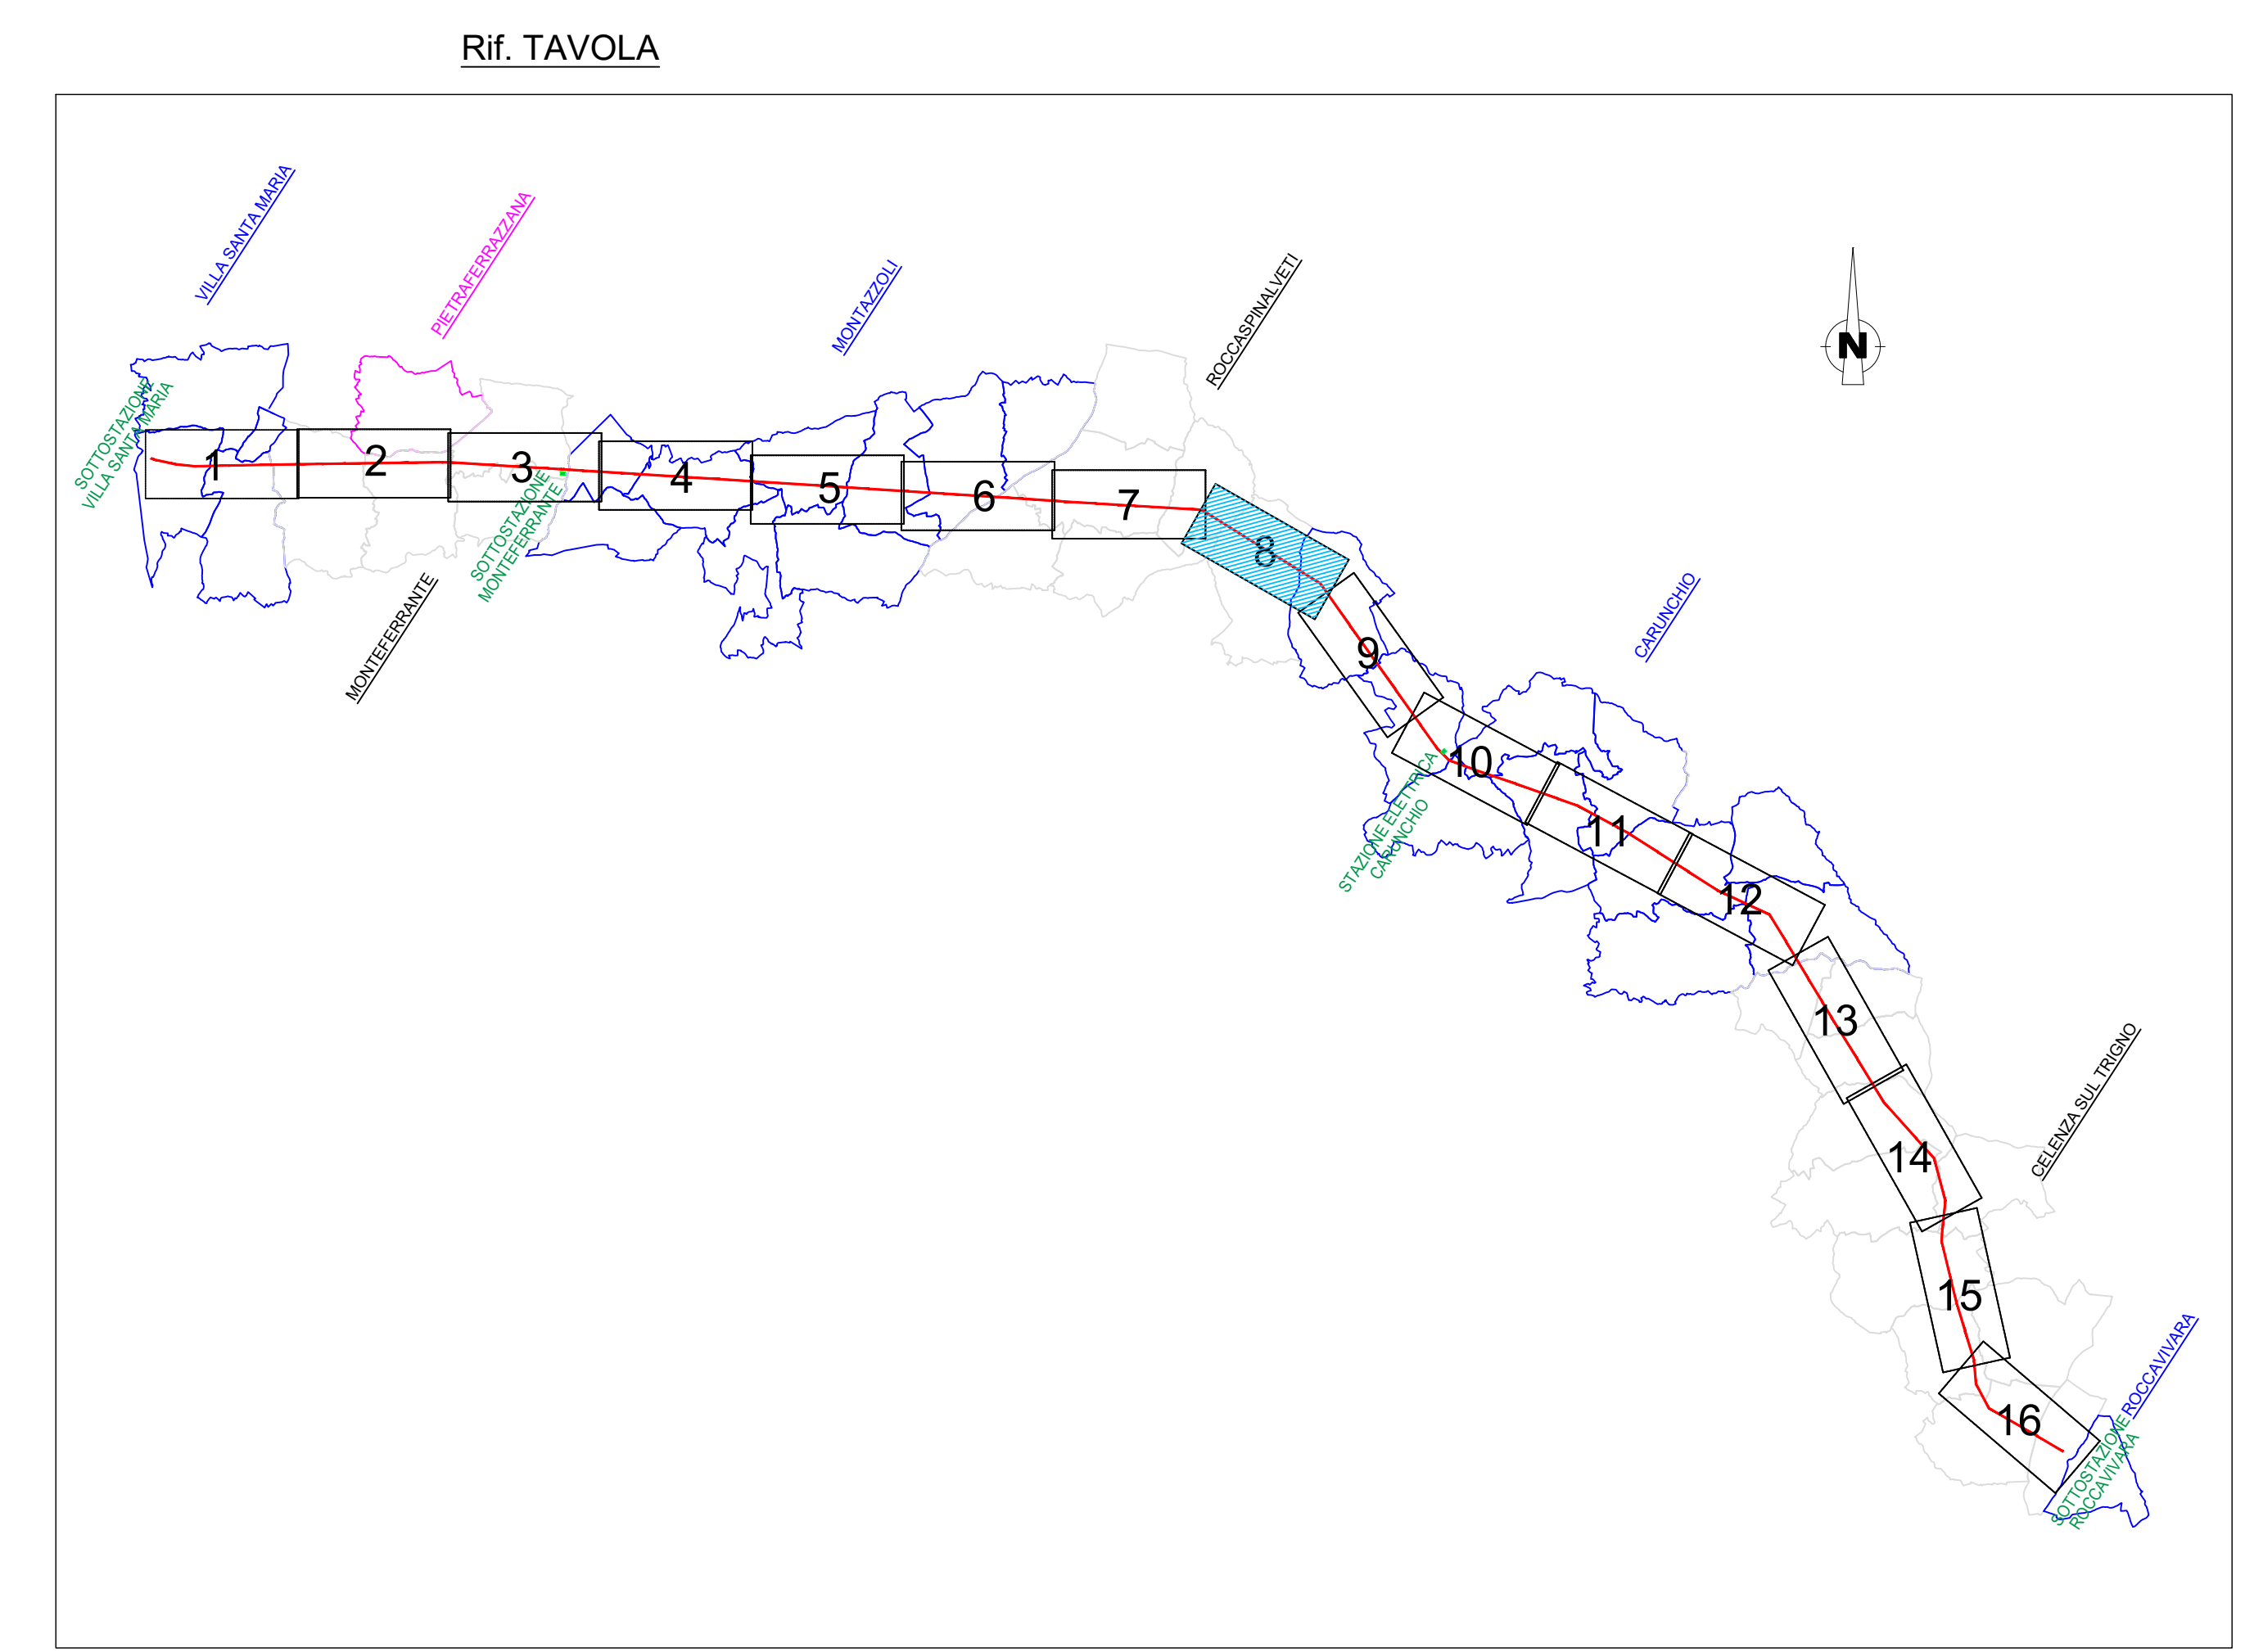 Rif. TAVOLA
VILLA SANTA MARIA
PIETRAFERRAZZANA
MONTAZZOLI
ROCCASPINALVETI
N
SOTTOSTAZIONE
VILLA SANTA MARIA
1
2
3
4
5
6
7
8
SOTTOSTAZIONE
MONTEFERRANTE
MONTEFERRANTE
CARUNCHIO
9
10
STAZIONE ELETTRICA
CARUNCHIO
11
12
13
14
CELENZA SUL TRIGNO
15
16
ROCCAVIVARA
SOTTOSTAZIONE
ROCCAVIVARA